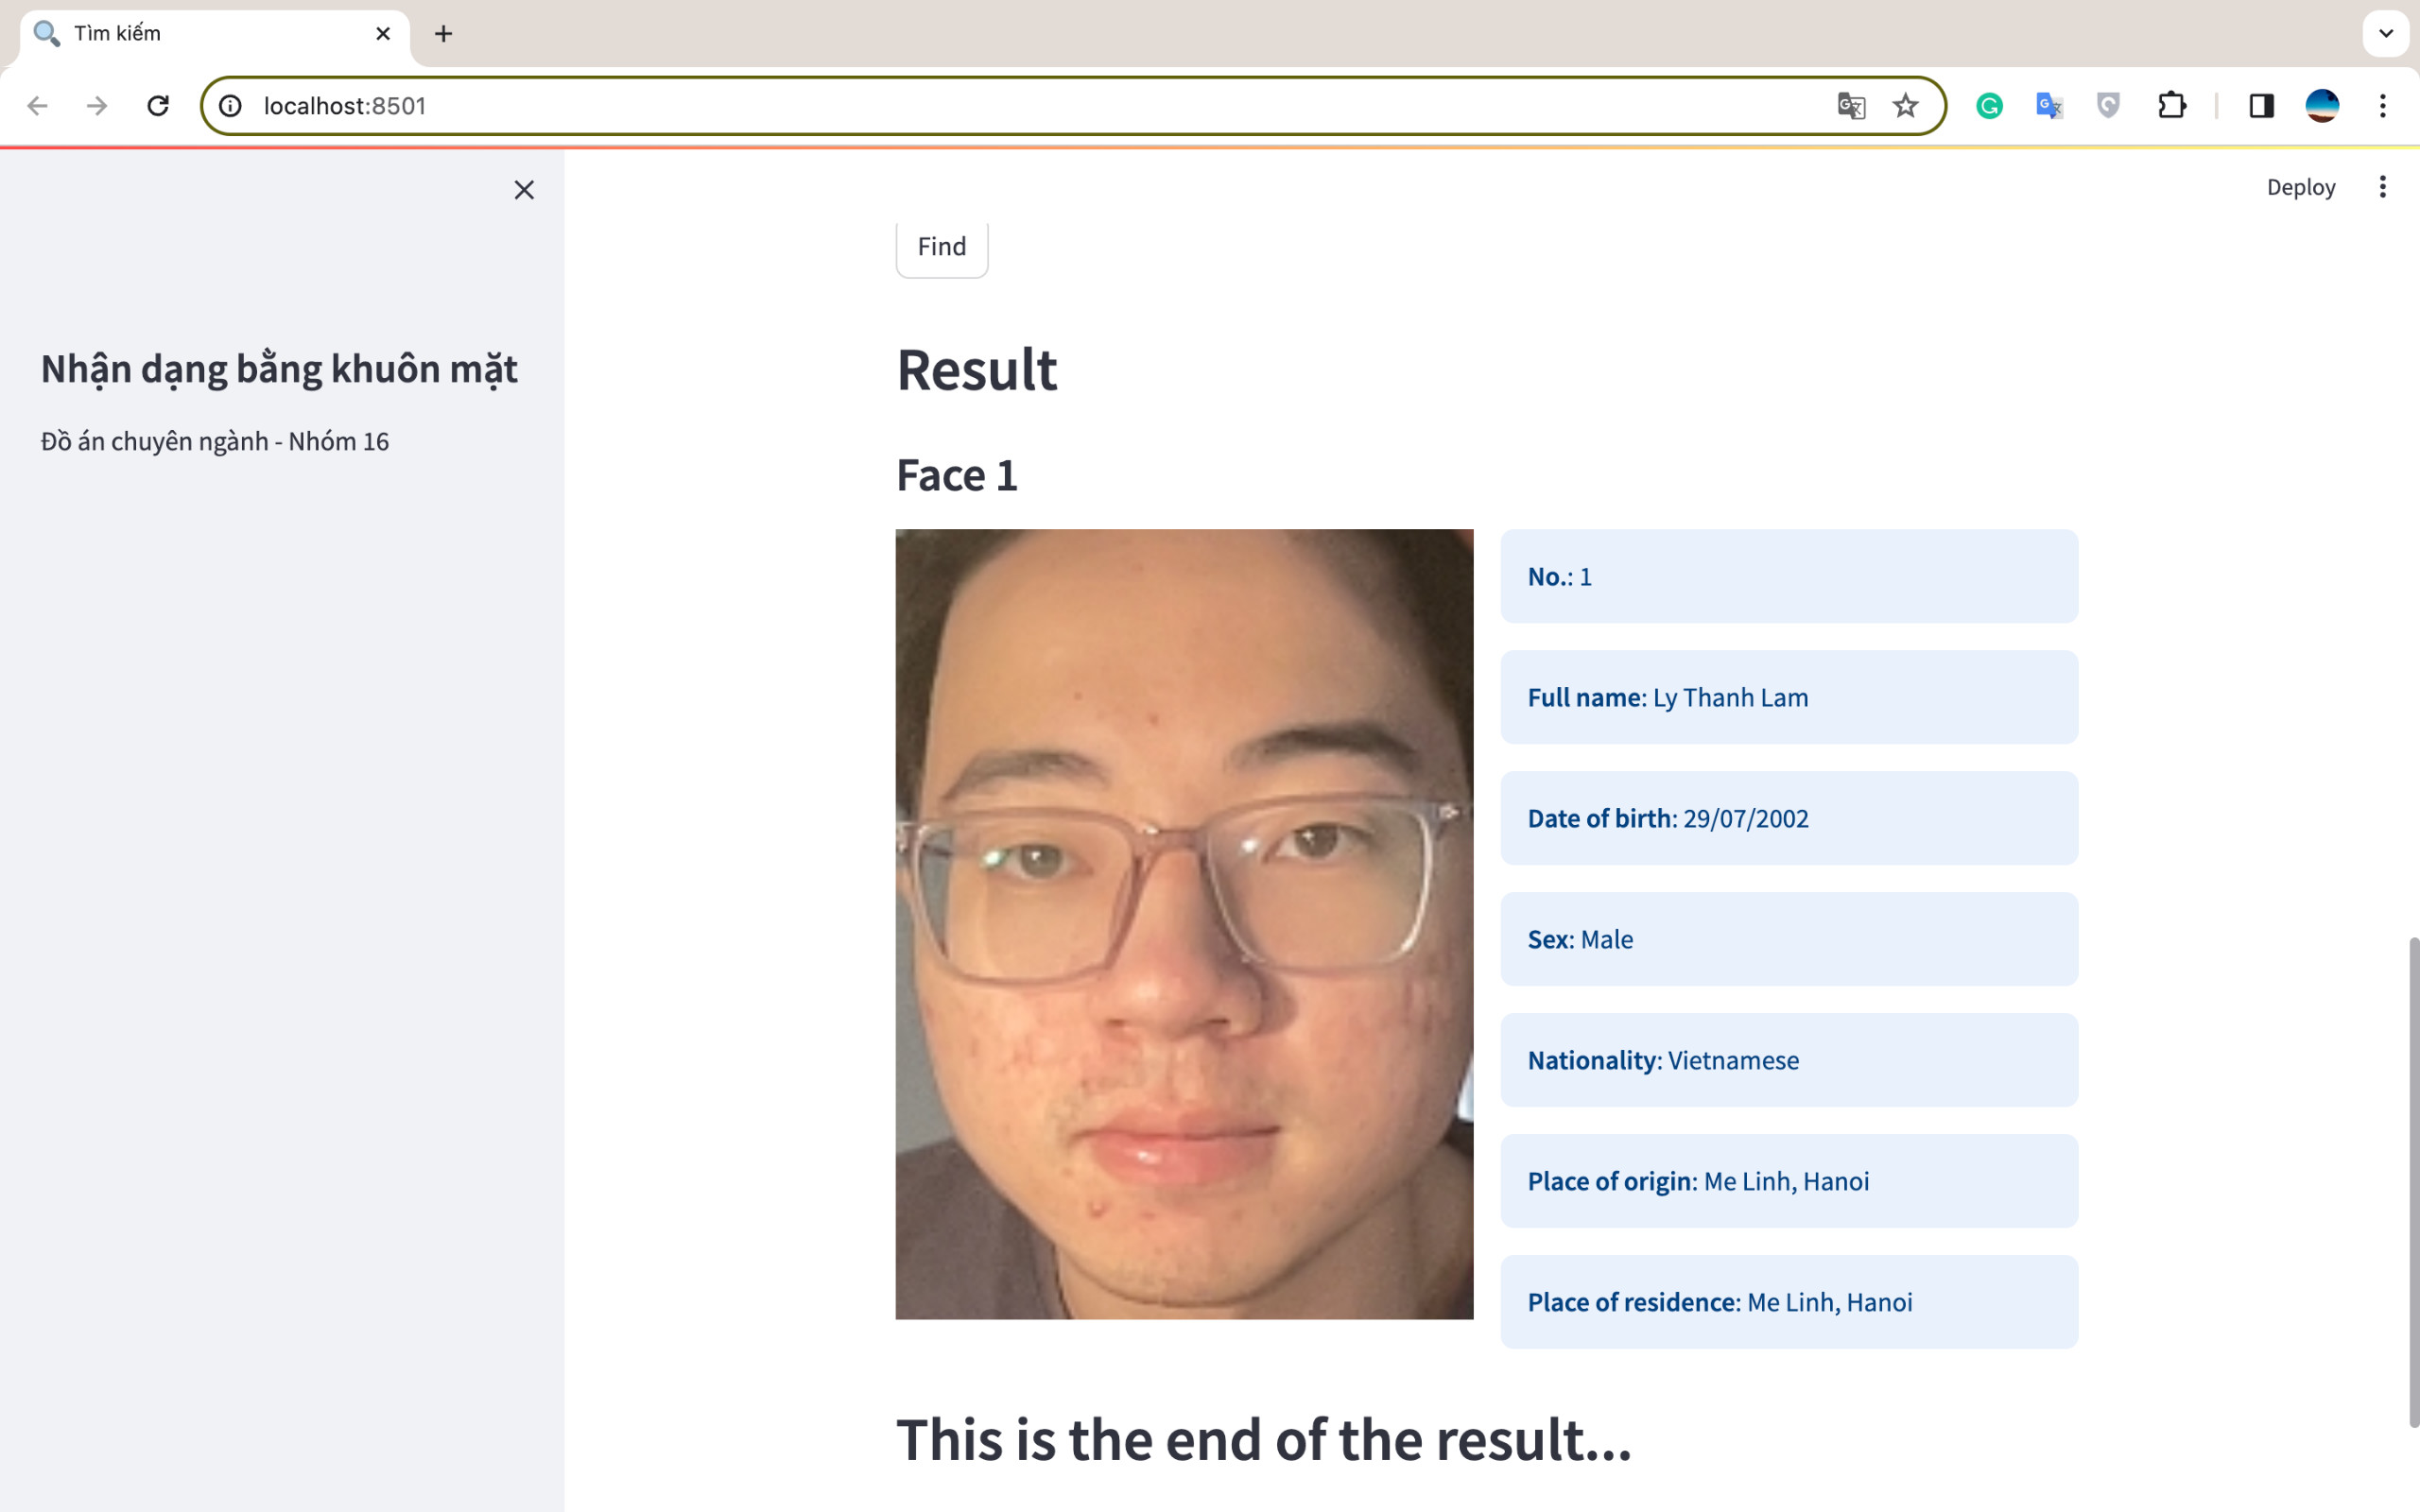 Tìm kiếm
localhost:8501
Deploy
Find
Nhận dạng bằng khuôn mặt
Đồ án chuyên ngành - Nhóm 16
Result
Face 1
No.: 1
Full name: Ly Thanh Lam
Date of birth: 29/07/2002
Sex: Male
Nationality: Vietnamese
Place of origin: Me Linh, Hanoi
Place of residence: Me Linh, Hanoi
This is the end of the result...